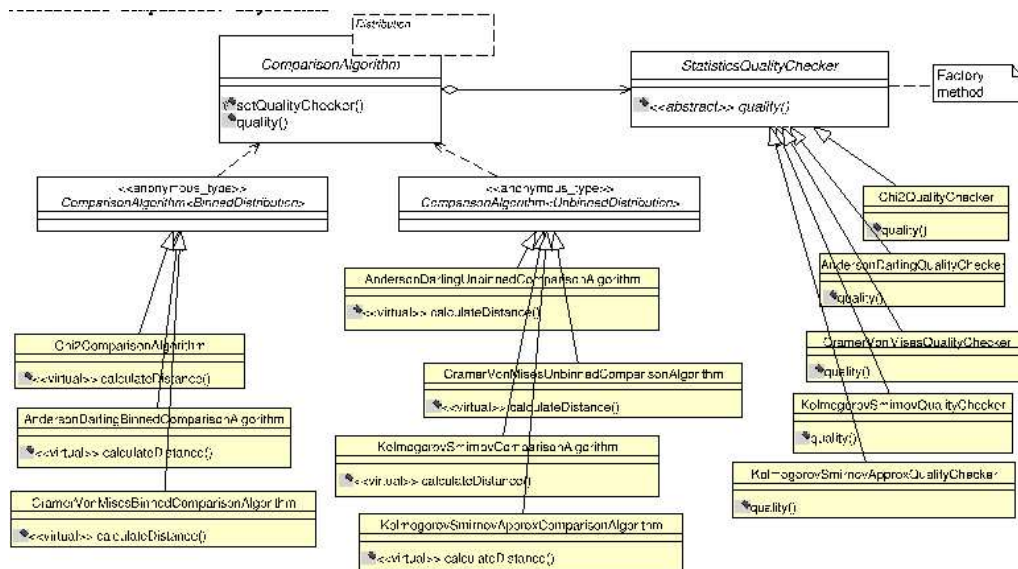 Distribution
ComparisonAlgorithm
setQualityChecker()
quality()
StatisticsQualityChecker
<<abstract>> quality()
Factory
method
<<anonymous_type>>
ComparisonAlgorithm<BinnedDistribution>
<<anonymous_type>>
ComparisonAlgorithm<UnbinnedDistribution>
Chi2QualityChecker
quality()
AndersonDarlingUnbinnedComparisonAlgorithm
<<virtual>> calculateDistance()
AndersonDarlingQualityChecker
quality()
Chi2ComparisonAlgorithm
<<virtual>> calculateDistance()
CramerVonMisesUnbinnedComparisonAlgorithm
<<virtual>> calculateDistance()
CramerVonMisesQualityChecker
quality()
AndersonDarlingBinnedComparisonAlgorithm
<<virtual>> calculateDistance()
KolmogorovSmirnovComparisonAlgorithm
<<virtual>> calculateDistance()
KolmogorovSmirnovQualityChecker
quality()
CramerVonMisesBinnedComparisonAlgorithm
<<virtual>> calculateDistance()
KolmogorovSmirnovApproxComparisonAlgorithm
<<virtual>> calculateDistance()
KolmogorovSmirnovApproxQualityChecker
quality()